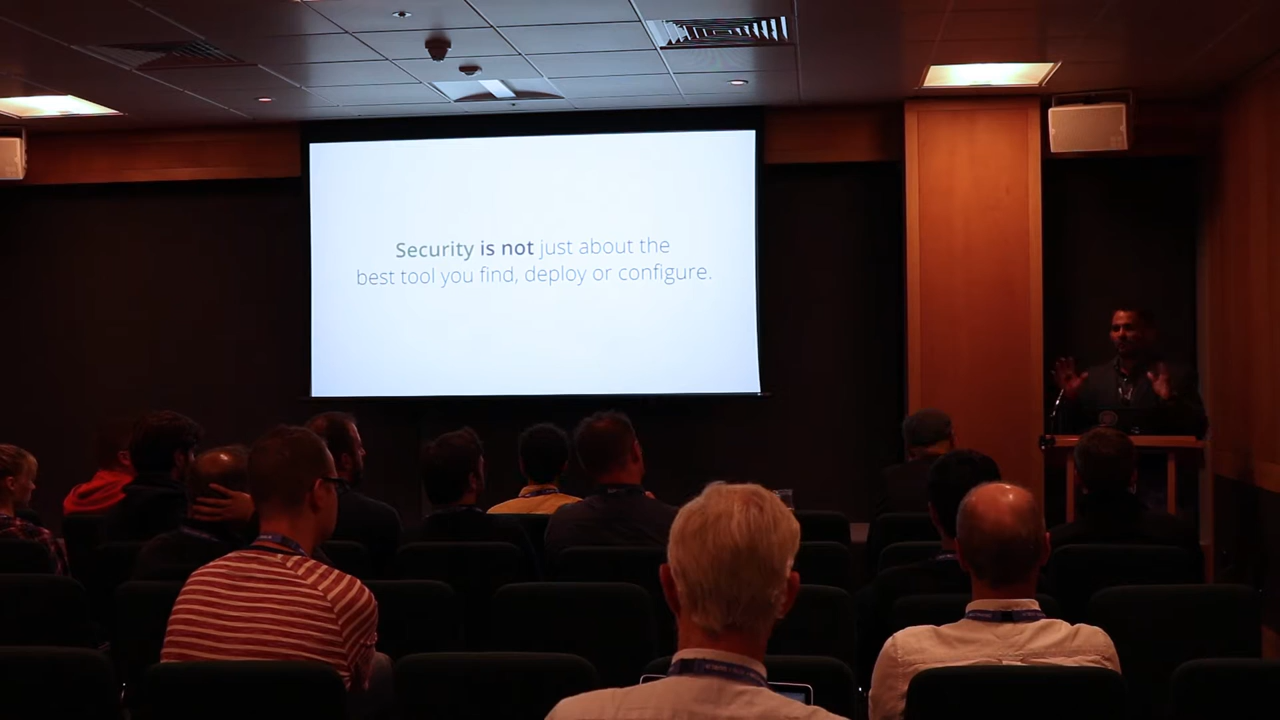 Security is not just about the
best tool you find, deploy or configure.